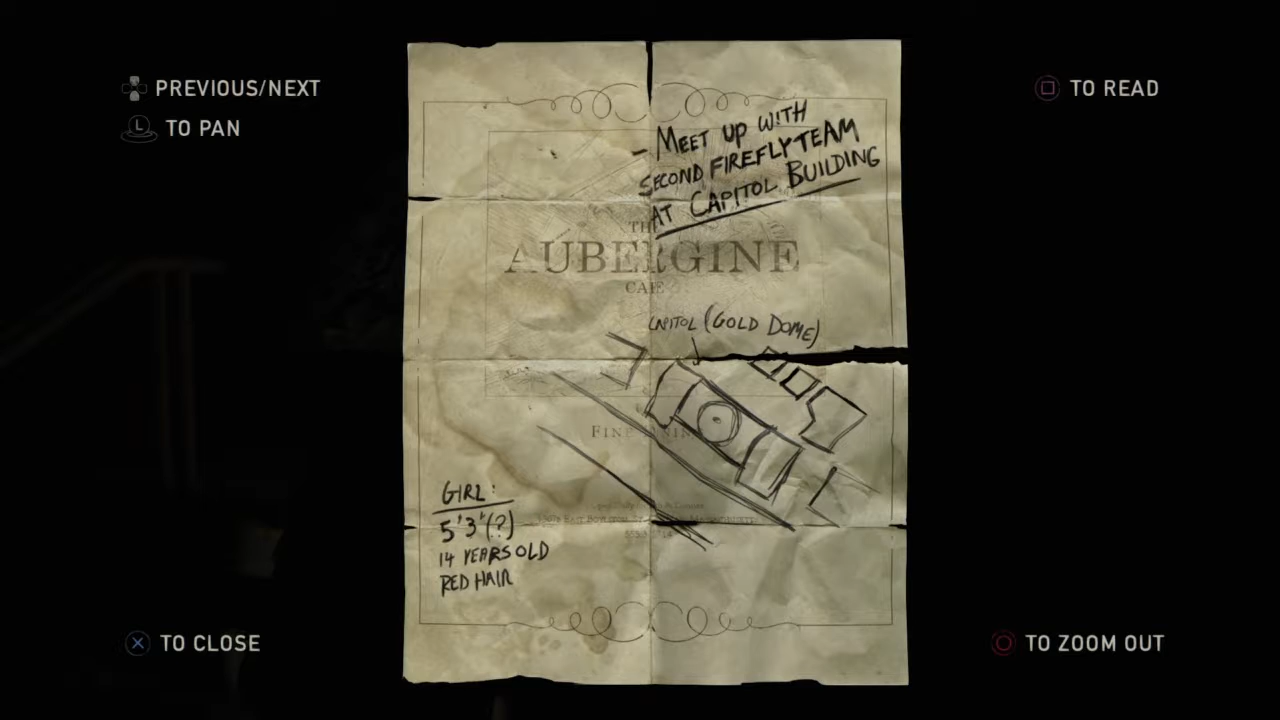 PREVIOUS/NEXT
TO PAN
TO READ
- MEET UP WITH
SECOND FIREFLY TEAM
AT CAPITOL BUILDING
THE
AUBERGINE
CAFE
CAPITOL (GOLD DOME)
FINE DINING
GIRL:
5'3"(?)
14 YEARS OLD
RED HAIR
TO CLOSE
TO ZOOM OUT